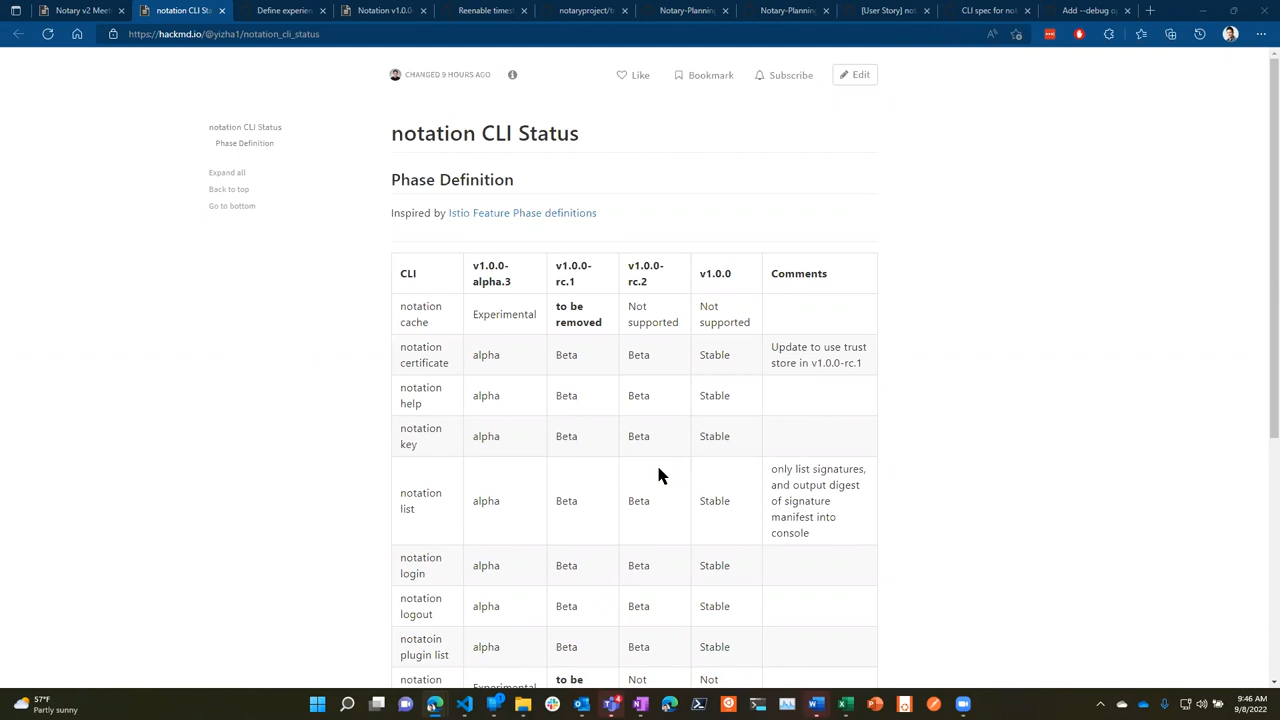 Notary v2 Meet
notation CLI Sta
Define experien
Notation v1.0.0-
Reenable timest
notaryproject/tu
Notary-Planning
Notary-Planning
[User Story] not
CLI spec for not
Add --debug op
https://hackmd.io/@yizha1/notation_cli_status
CHANGED 9 HOURS AGO
Like
Bookmark
Subscribe
Edit
notation CLI Status
Phase Definition
Expand all
Back to top
Go to bottom
notation CLI Status
Phase Definition
Inspired by Istio Feature Phase definitions
CLI
v1.0.0-
alpha.3
v1.0.0-
rc.1
v1.0.0-
rc.2
v1.0.0
Comments
notation
cache
Experimental
to be
removed
Not
supported
Not
supported
notation
certificate
alpha
Beta
Beta
Stable
Update to use trust
store in v1.0.0-rc.1
notation
help
alpha
Beta
Beta
Stable
notation
key
alpha
Beta
Beta
Stable
notation
list
alpha
Beta
Beta
Stable
only list signatures,
and output digest
of signature
manifest into
console
notation
login
alpha
Beta
Beta
Stable
notation
logout
alpha
Beta
Beta
Stable
notatoin
plugin list
alpha
Beta
Beta
Stable
notation
Experimental
to be
Not
Not
57°F
Partly sunny
9:46 AM
9/8/2022